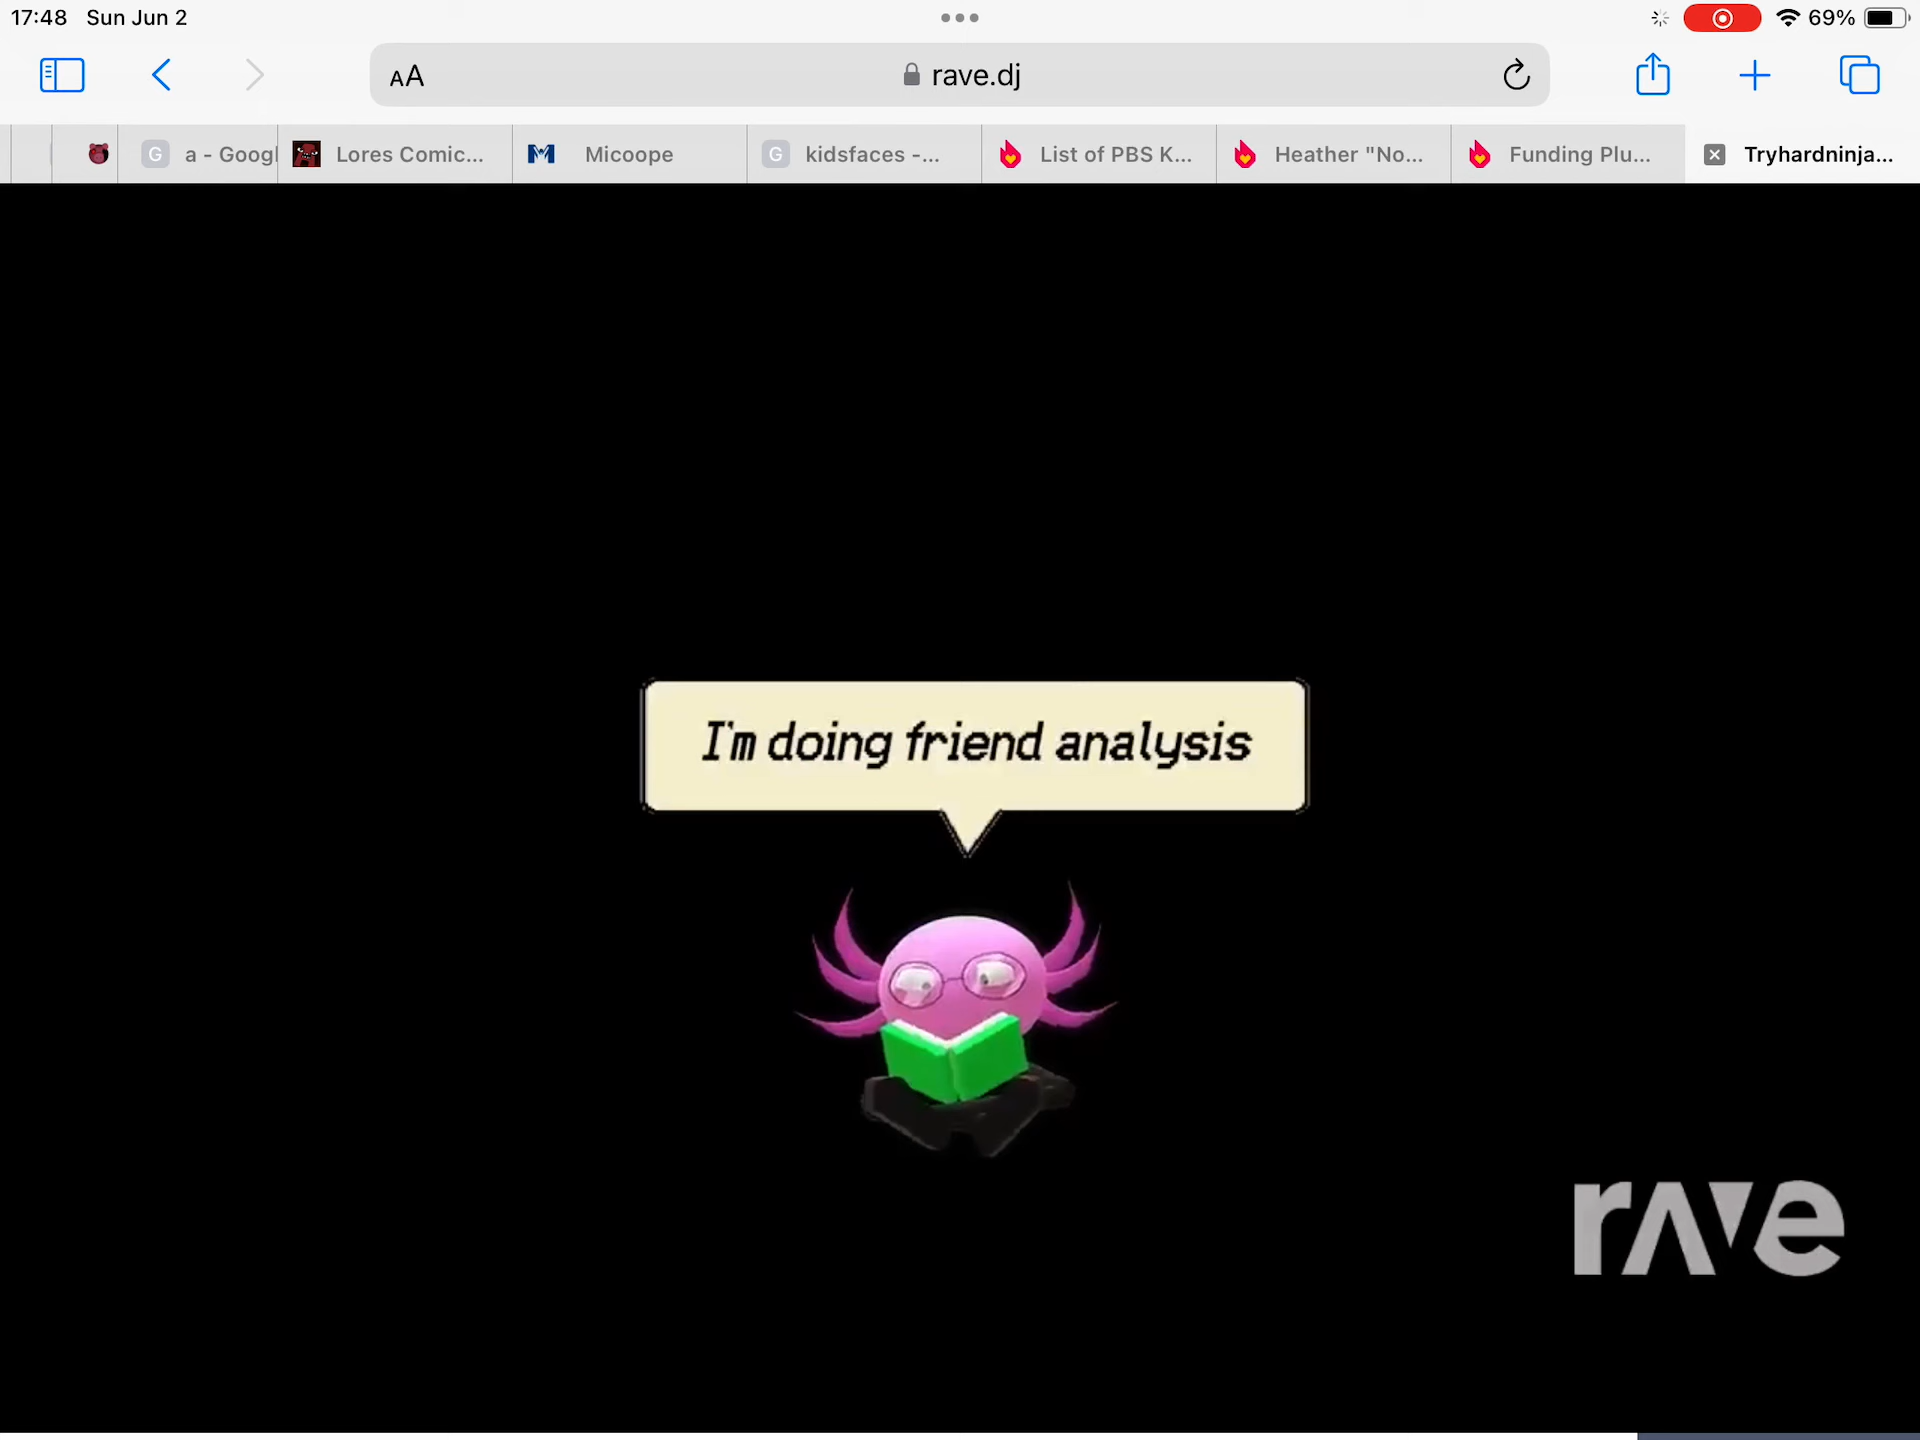 17:48 Sun Jun 2
69%
AA
rave.dj
a - Googl
Lores Comic...
Micoope
kidsfaces -...
List of PBS K...
Heather "No...
Funding Plu...
Tryhardninja...
I'm doing friend analysis
rave